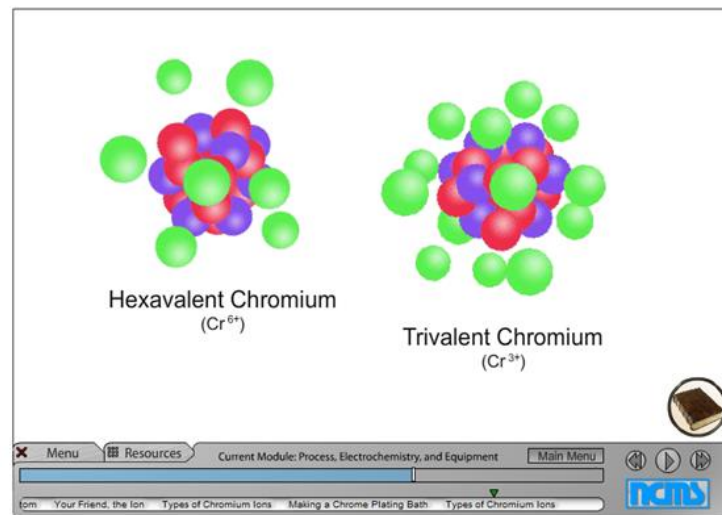 Hexavalent Chromium
(Cr⁶⁺)
Trivalent Chromium
(Cr³⁺)
Menu
Resources
Current Module: Process, Electrochemistry, and Equipment
Main Menu
tom Your Friend, the Ion Types of Chromium Ions Making a Chrome Plating Bath Types of Chromium Ions
ncms